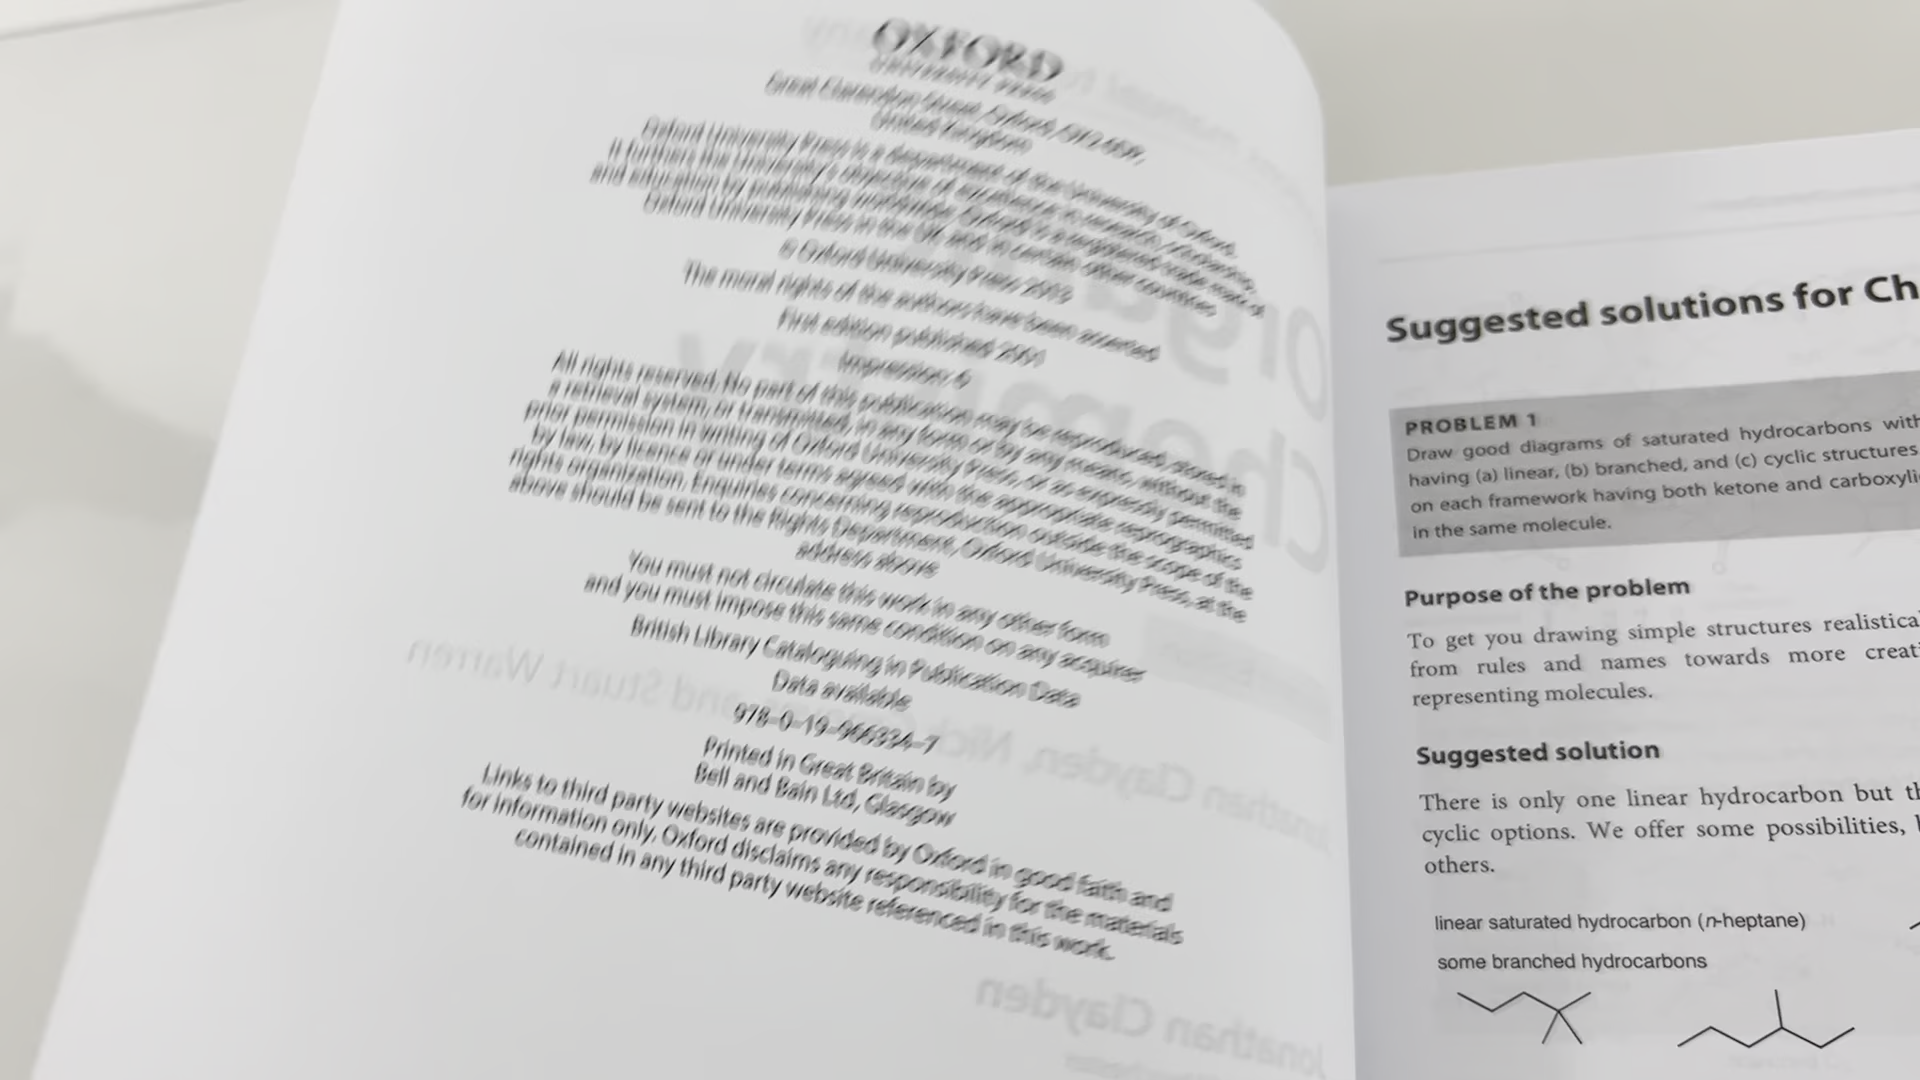 OXFORD
UNIVERSITY PRESS
Great Clarendon Street, Oxford, OX2 6DP,
United Kingdom
Oxford University Press is a department of the University of Oxford.
It furthers the University's objective of excellence in research, scholarship,
and education by publishing worldwide. Oxford is a registered trade mark of
Oxford University Press in the UK and in certain other countries
© Oxford University Press
The moral rights of the authors have been asserted
First edition published
Impression: 6
All rights reserved. No part of this publication may be reproduced, stored in
a retrieval system, or transmitted, in any form or by any means, without the
prior permission in writing of Oxford University Press, or as expressly permitted
by law, by licence or under terms agreed with the appropriate reprographics
rights organization. Enquiries concerning reproduction outside the scope of the
above should be sent to the Rights Department, Oxford University Press, at the
address above
You must not circulate this work in any other form
and you must impose this same condition on any acquirer
British Library Cataloguing in Publication Data
Data available
978-0-19-966334-7
Printed in Great Britain by
Bell and Bain Ltd, Glasgow
Links to third party websites are provided by Oxford in good faith and
for information only. Oxford disclaims any responsibility for the materials
contained in any third party website referenced in this work.
Suggested solutions for Ch
PROBLEM 1
Draw good diagrams of saturated hydrocarbons with
having (a) linear, (b) branched, and (c) cyclic structures
on each framework having both ketone and carboxyli
in the same molecule.
Purpose of the problem
To get you drawing simple structures realistical
from rules and names towards more creati
representing molecules.
Suggested solution
There is only one linear hydrocarbon but th
cyclic options. We offer some possibilities, b
others.
linear saturated hydrocarbon (n-heptane)
some branched hydrocarbons